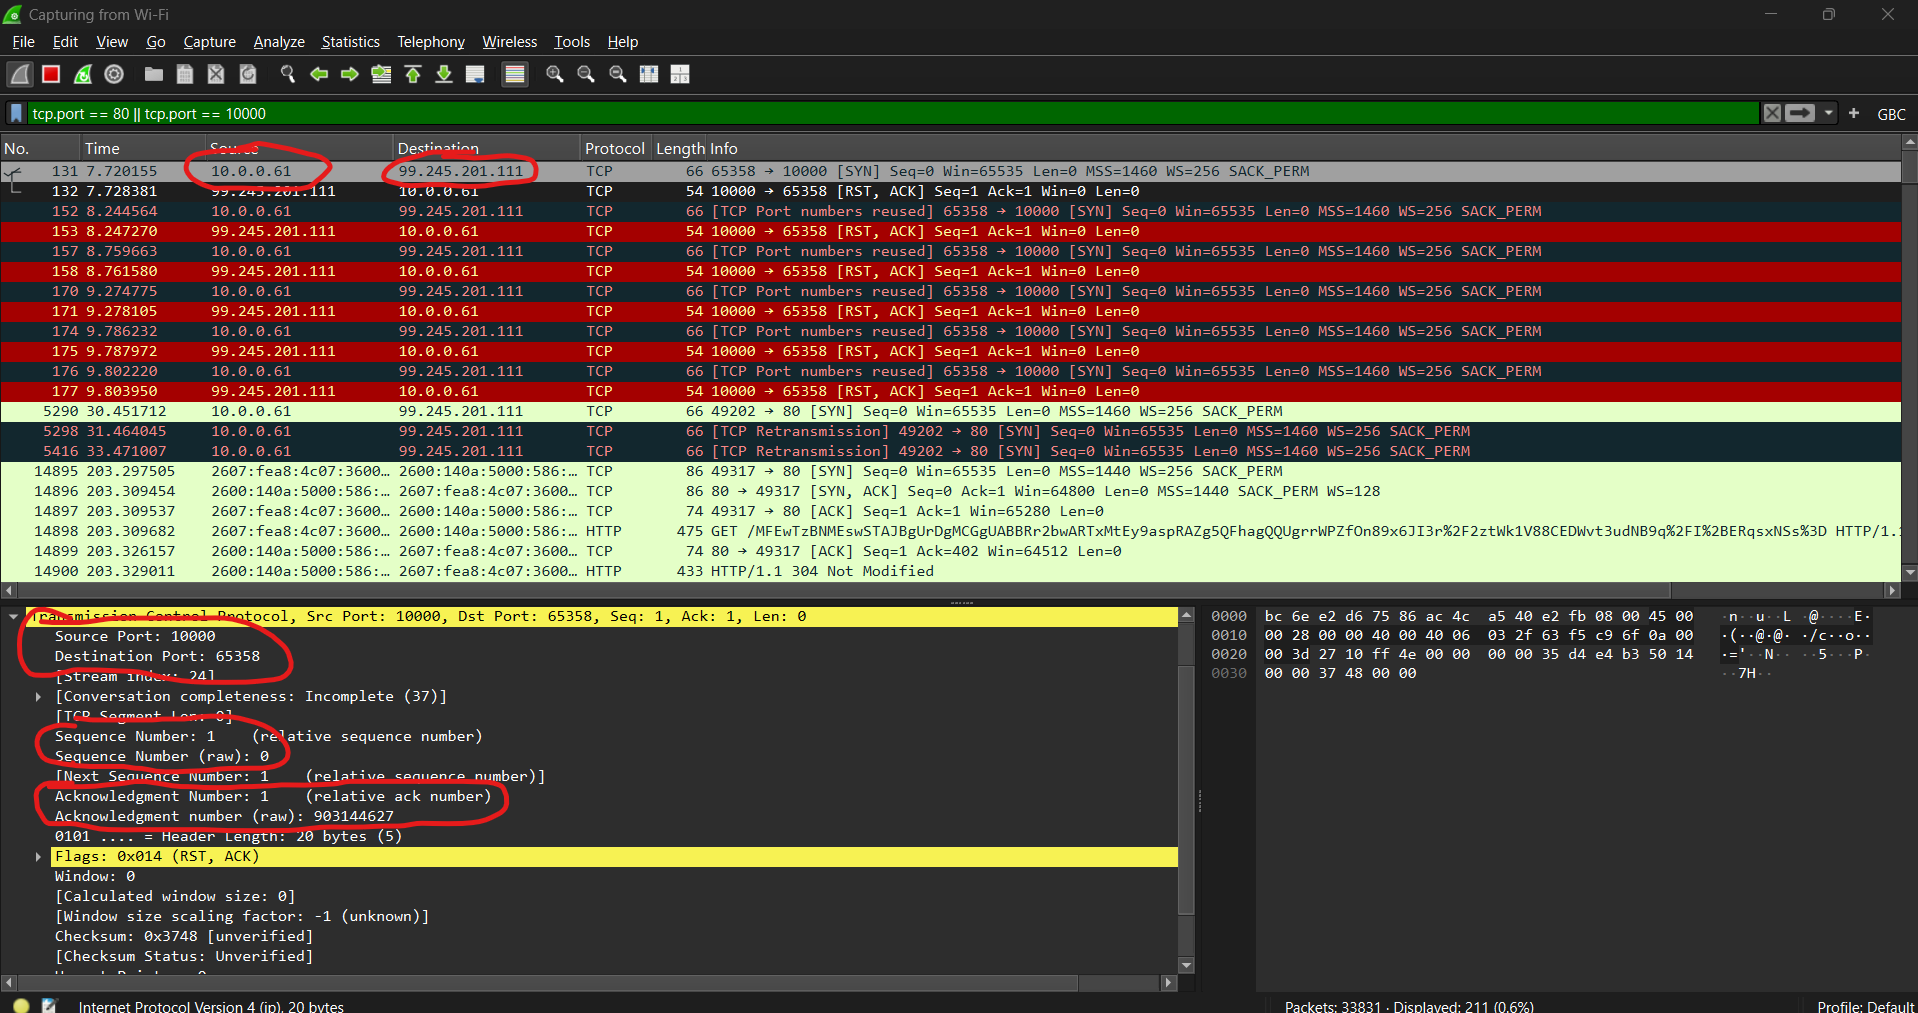 Capturing from Wi-Fi
File Edit View Go Capture Analyze Statistics Telephony Wireless Tools Help
tcp.port == 80 || tcp.port == 10000 GBC
No. Time Source Destination Protocol Length Info
131 7.720155 10.0.0.61 99.245.201.111 TCP 66 65358 → 10000 [SYN] Seq=0 Win=65535 Len=0 MSS=1460 WS=256 SACK_PERM
132 7.728381 99.245.201.111 10.0.0.61 TCP 54 10000 → 65358 [RST, ACK] Seq=1 Ack=1 Win=0 Len=0
152 8.244564 10.0.0.61 99.245.201.111 TCP 66 [TCP Port numbers reused] 65358 → 10000 [SYN] Seq=0 Win=65535 Len=0 MSS=1460 WS=256 SACK_PERM
153 8.247270 99.245.201.111 10.0.0.61 TCP 54 10000 → 65358 [RST, ACK] Seq=1 Ack=1 Win=0 Len=0
157 8.759663 10.0.0.61 99.245.201.111 TCP 66 [TCP Port numbers reused] 65358 → 10000 [SYN] Seq=0 Win=65535 Len=0 MSS=1460 WS=256 SACK_PERM
158 8.761580 99.245.201.111 10.0.0.61 TCP 54 10000 → 65358 [RST, ACK] Seq=1 Ack=1 Win=0 Len=0
170 9.274775 10.0.0.61 99.245.201.111 TCP 66 [TCP Port numbers reused] 65358 → 10000 [SYN] Seq=0 Win=65535 Len=0 MSS=1460 WS=256 SACK_PERM
171 9.278105 99.245.201.111 10.0.0.61 TCP 54 10000 → 65358 [RST, ACK] Seq=1 Ack=1 Win=0 Len=0
174 9.786232 10.0.0.61 99.245.201.111 TCP 66 [TCP Port numbers reused] 65358 → 10000 [SYN] Seq=0 Win=65535 Len=0 MSS=1460 WS=256 SACK_PERM
175 9.787972 99.245.201.111 10.0.0.61 TCP 54 10000 → 65358 [RST, ACK] Seq=1 Ack=1 Win=0 Len=0
176 9.802220 10.0.0.61 99.245.201.111 TCP 66 [TCP Port numbers reused] 65358 → 10000 [SYN] Seq=0 Win=65535 Len=0 MSS=1460 WS=256 SACK_PERM
177 9.803950 99.245.201.111 10.0.0.61 TCP 54 10000 → 65358 [RST, ACK] Seq=1 Ack=1 Win=0 Len=0
5290 30.451712 10.0.0.61 99.245.201.111 TCP 66 49202 → 80 [SYN] Seq=0 Win=65535 Len=0 MSS=1460 WS=256 SACK_PERM
5298 31.464045 10.0.0.61 99.245.201.111 TCP 66 [TCP Retransmission] 49202 → 80 [SYN] Seq=0 Win=65535 Len=0 MSS=1460 WS=256 SACK_PERM
5416 33.471007 10.0.0.61 99.245.201.111 TCP 66 [TCP Retransmission] 49202 → 80 [SYN] Seq=0 Win=65535 Len=0 MSS=1460 WS=256 SACK_PERM
14895 203.297505 2607:fea8:4c07:3600… 2600:140a:5000:586:… TCP 86 49317 → 80 [SYN] Seq=0 Win=65535 Len=0 MSS=1440 WS=256 SACK_PERM
14896 203.309454 2600:140a:5000:586:… 2607:fea8:4c07:3600… TCP 86 80 → 49317 [SYN, ACK] Seq=0 Ack=1 Win=64800 Len=0 MSS=1440 SACK_PERM WS=128
14897 203.309537 2607:fea8:4c07:3600… 2600:140a:5000:586:… TCP 74 49317 → 80 [ACK] Seq=1 Ack=1 Win=65280 Len=0
14898 203.309682 2607:fea8:4c07:3600… 2600:140a:5000:586:… HTTP 475 GET /MFEwTzBNMEswSTAJBgUrDgMCGgUABBRr2bwARTxMtEy9aspRAZg5QFhagQQUgrrWPZfOn89x6JI3r%2F2ztWk1V88CEDWvt3udNB9q%2FI%2BERqsxNSs%3D HTTP/1.
14899 203.326157 2600:140a:5000:586:… 2607:fea8:4c07:3600… TCP 74 80 → 49317 [ACK] Seq=1 Ack=402 Win=64512 Len=0
14900 203.329011 2600:140a:5000:586:… 2607:fea8:4c07:3600… HTTP 433 HTTP/1.1 304 Not Modified
Transmission Control Protocol, Src Port: 10000, Dst Port: 65358, Seq: 1, Ack: 1, Len: 0
Source Port: 10000
Destination Port: 65358
[Stream index: 24]
[Conversation completeness: Incomplete (37)]
[TCP Segment Len: 0]
Sequence Number: 1 (relative sequence number)
Sequence Number (raw): 0
[Next Sequence Number: 1 (relative sequence number)]
Acknowledgment Number: 1 (relative ack number)
Acknowledgment number (raw): 903144627
0101 .... = Header Length: 20 bytes (5)
Flags: 0x014 (RST, ACK)
Window: 0
[Calculated window size: 0]
[Window size scaling factor: -1 (unknown)]
Checksum: 0x3748 [unverified]
[Checksum Status: Unverified]
0000 bc 6e e2 d6 75 86 ac 4c a5 40 e2 fb 08 00 45 00 ·n··u··L ·@····E·
0010 00 28 00 00 40 00 40 06 03 2f 63 f5 c9 6f 0a 00 ·(··@·@· ·/c··o··
0020 00 3d 27 10 ff 4e 00 00 00 00 35 d4 e4 b3 50 14 ·='··N·· ··5···P·
0030 00 00 37 48 00 00 ··7H··
Internet Protocol Version 4 (ip), 20 bytes Packets: 33831 · Displayed: 211 (0.6%) Profile: Default